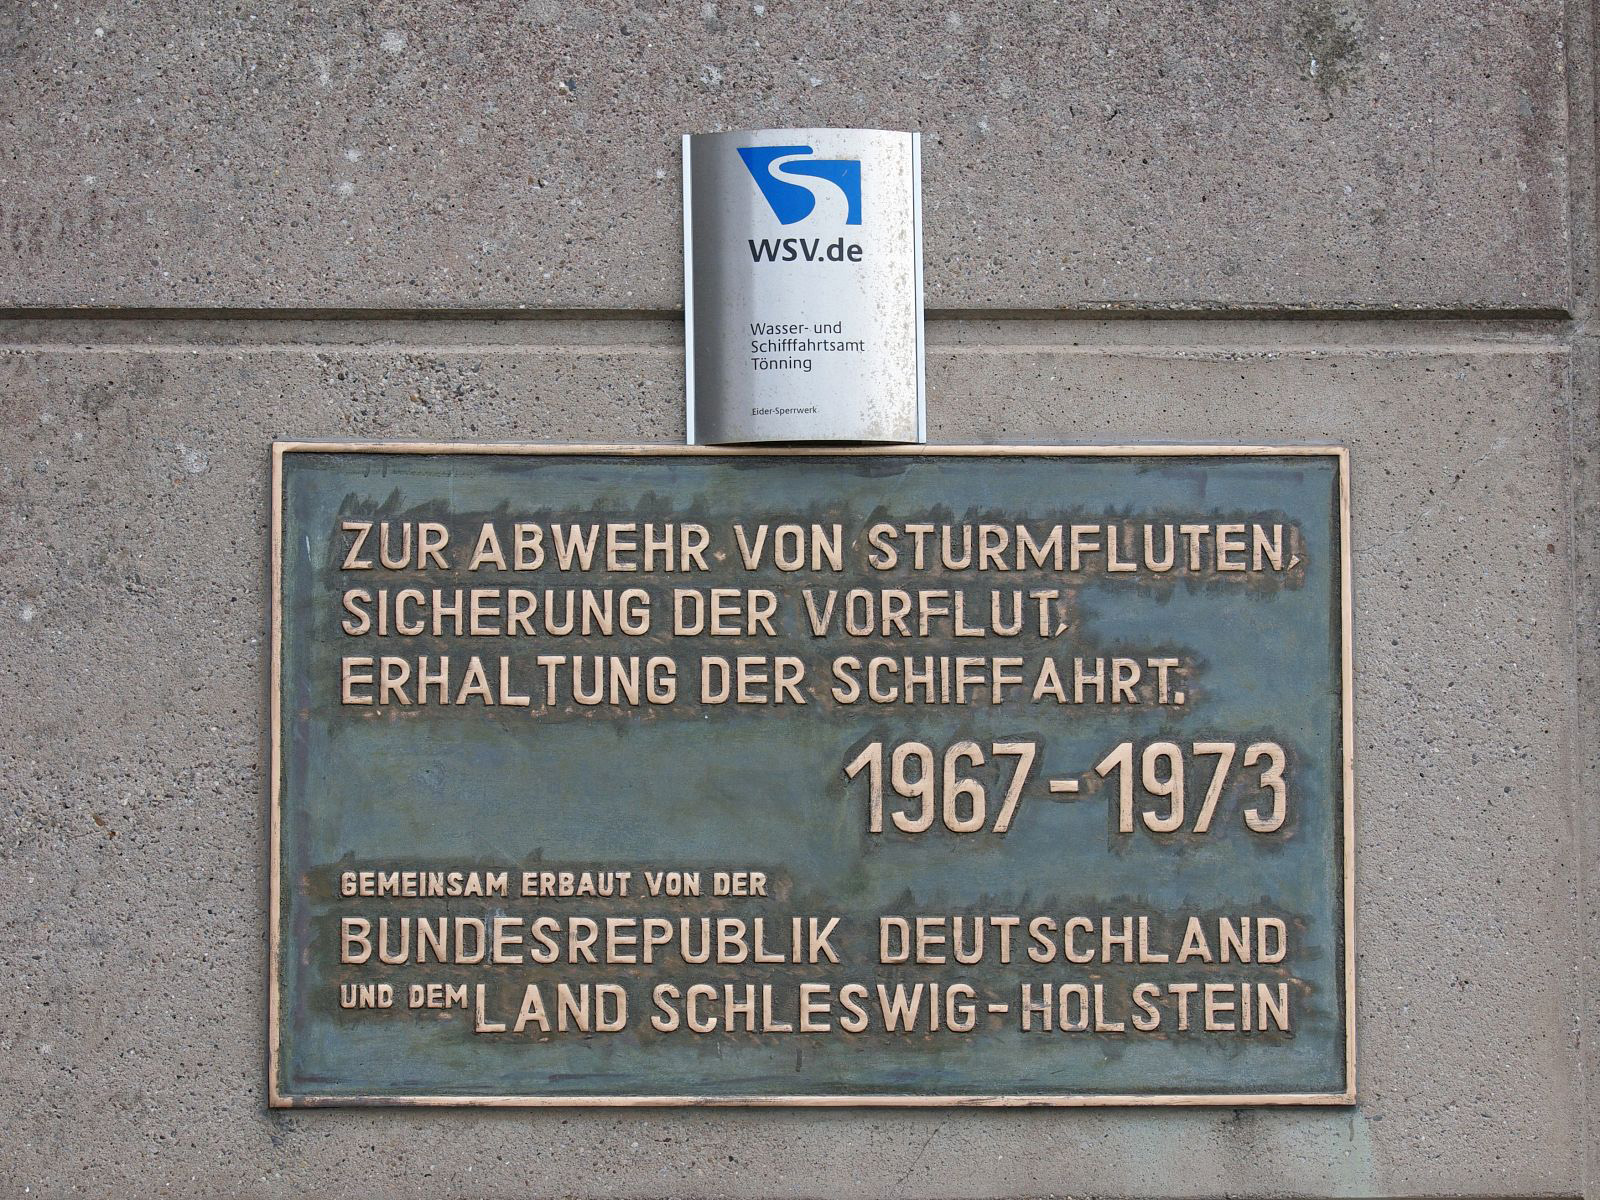 WSV.de
Wasser- und
Schifffahrtsamt
Tönning
Eider-Sperrwerk
ZUR ABWEHR VON STURMFLUTEN,
SICHERUNG DER VORFLUT,
ERHALTUNG DER SCHIFFAHRT.
1967-1973
GEMEINSAM ERBAUT VON DER
BUNDESREPUBLIK DEUTSCHLAND
UND DEM LAND SCHLESWIG-HOLSTEIN